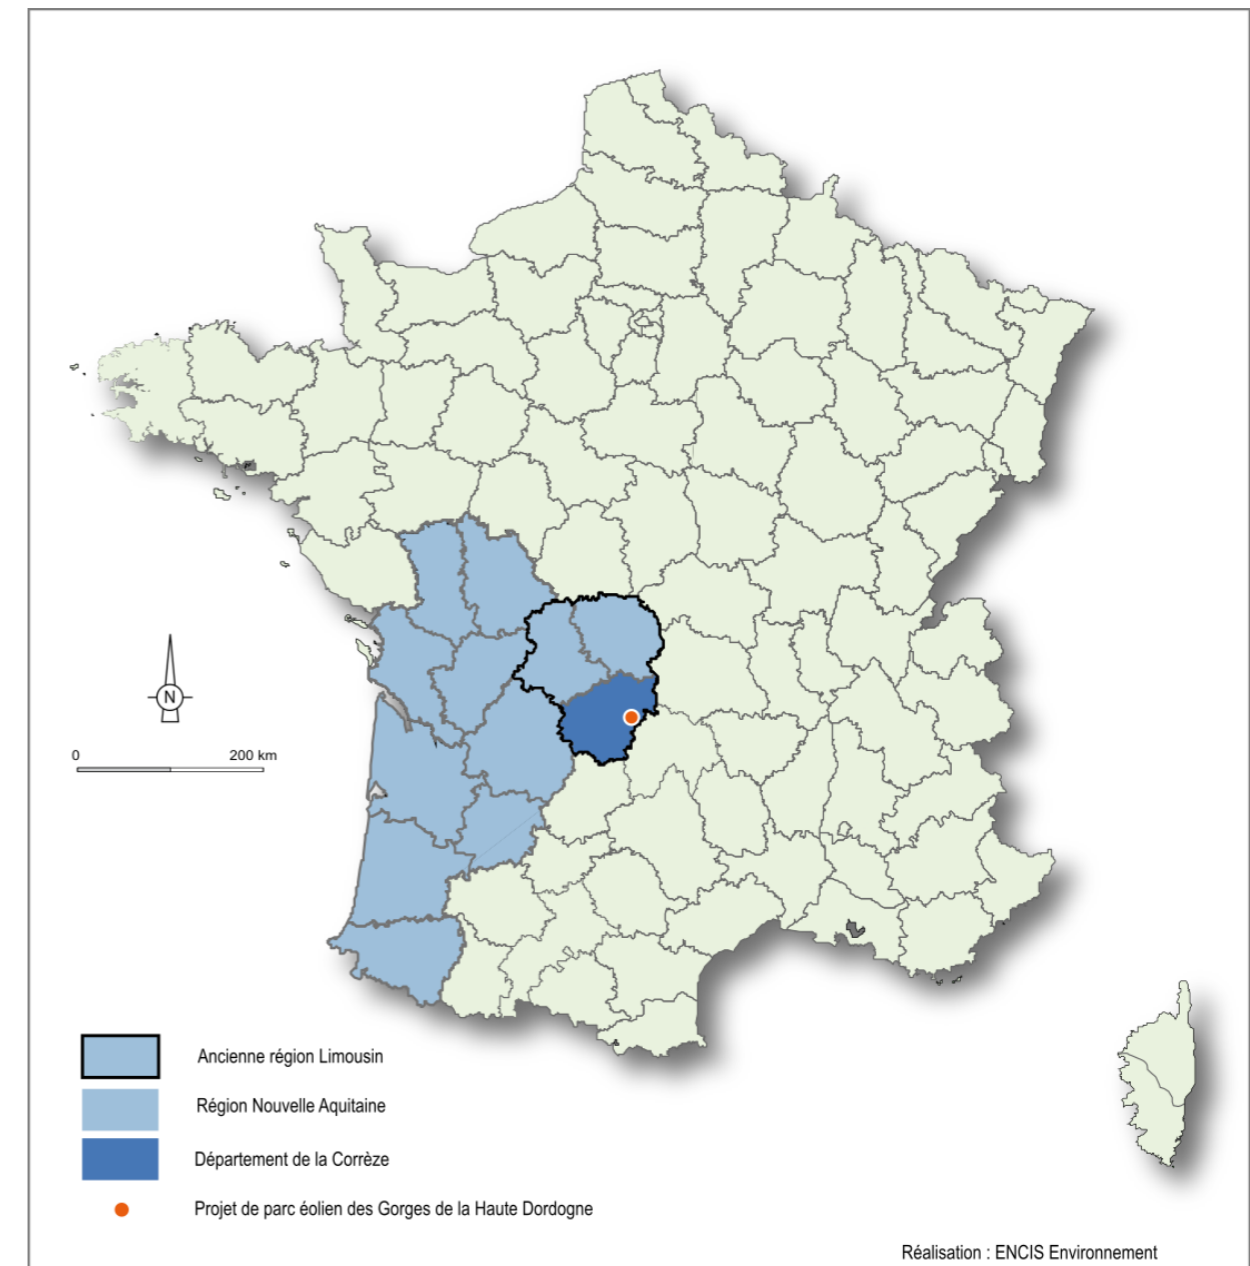 N
0 200 km
Ancienne région Limousin
Région Nouvelle Aquitaine
Département de la Corrèze
Projet de parc éolien des Gorges de la Haute Dordogne
Réalisation : ENCIS Environnement